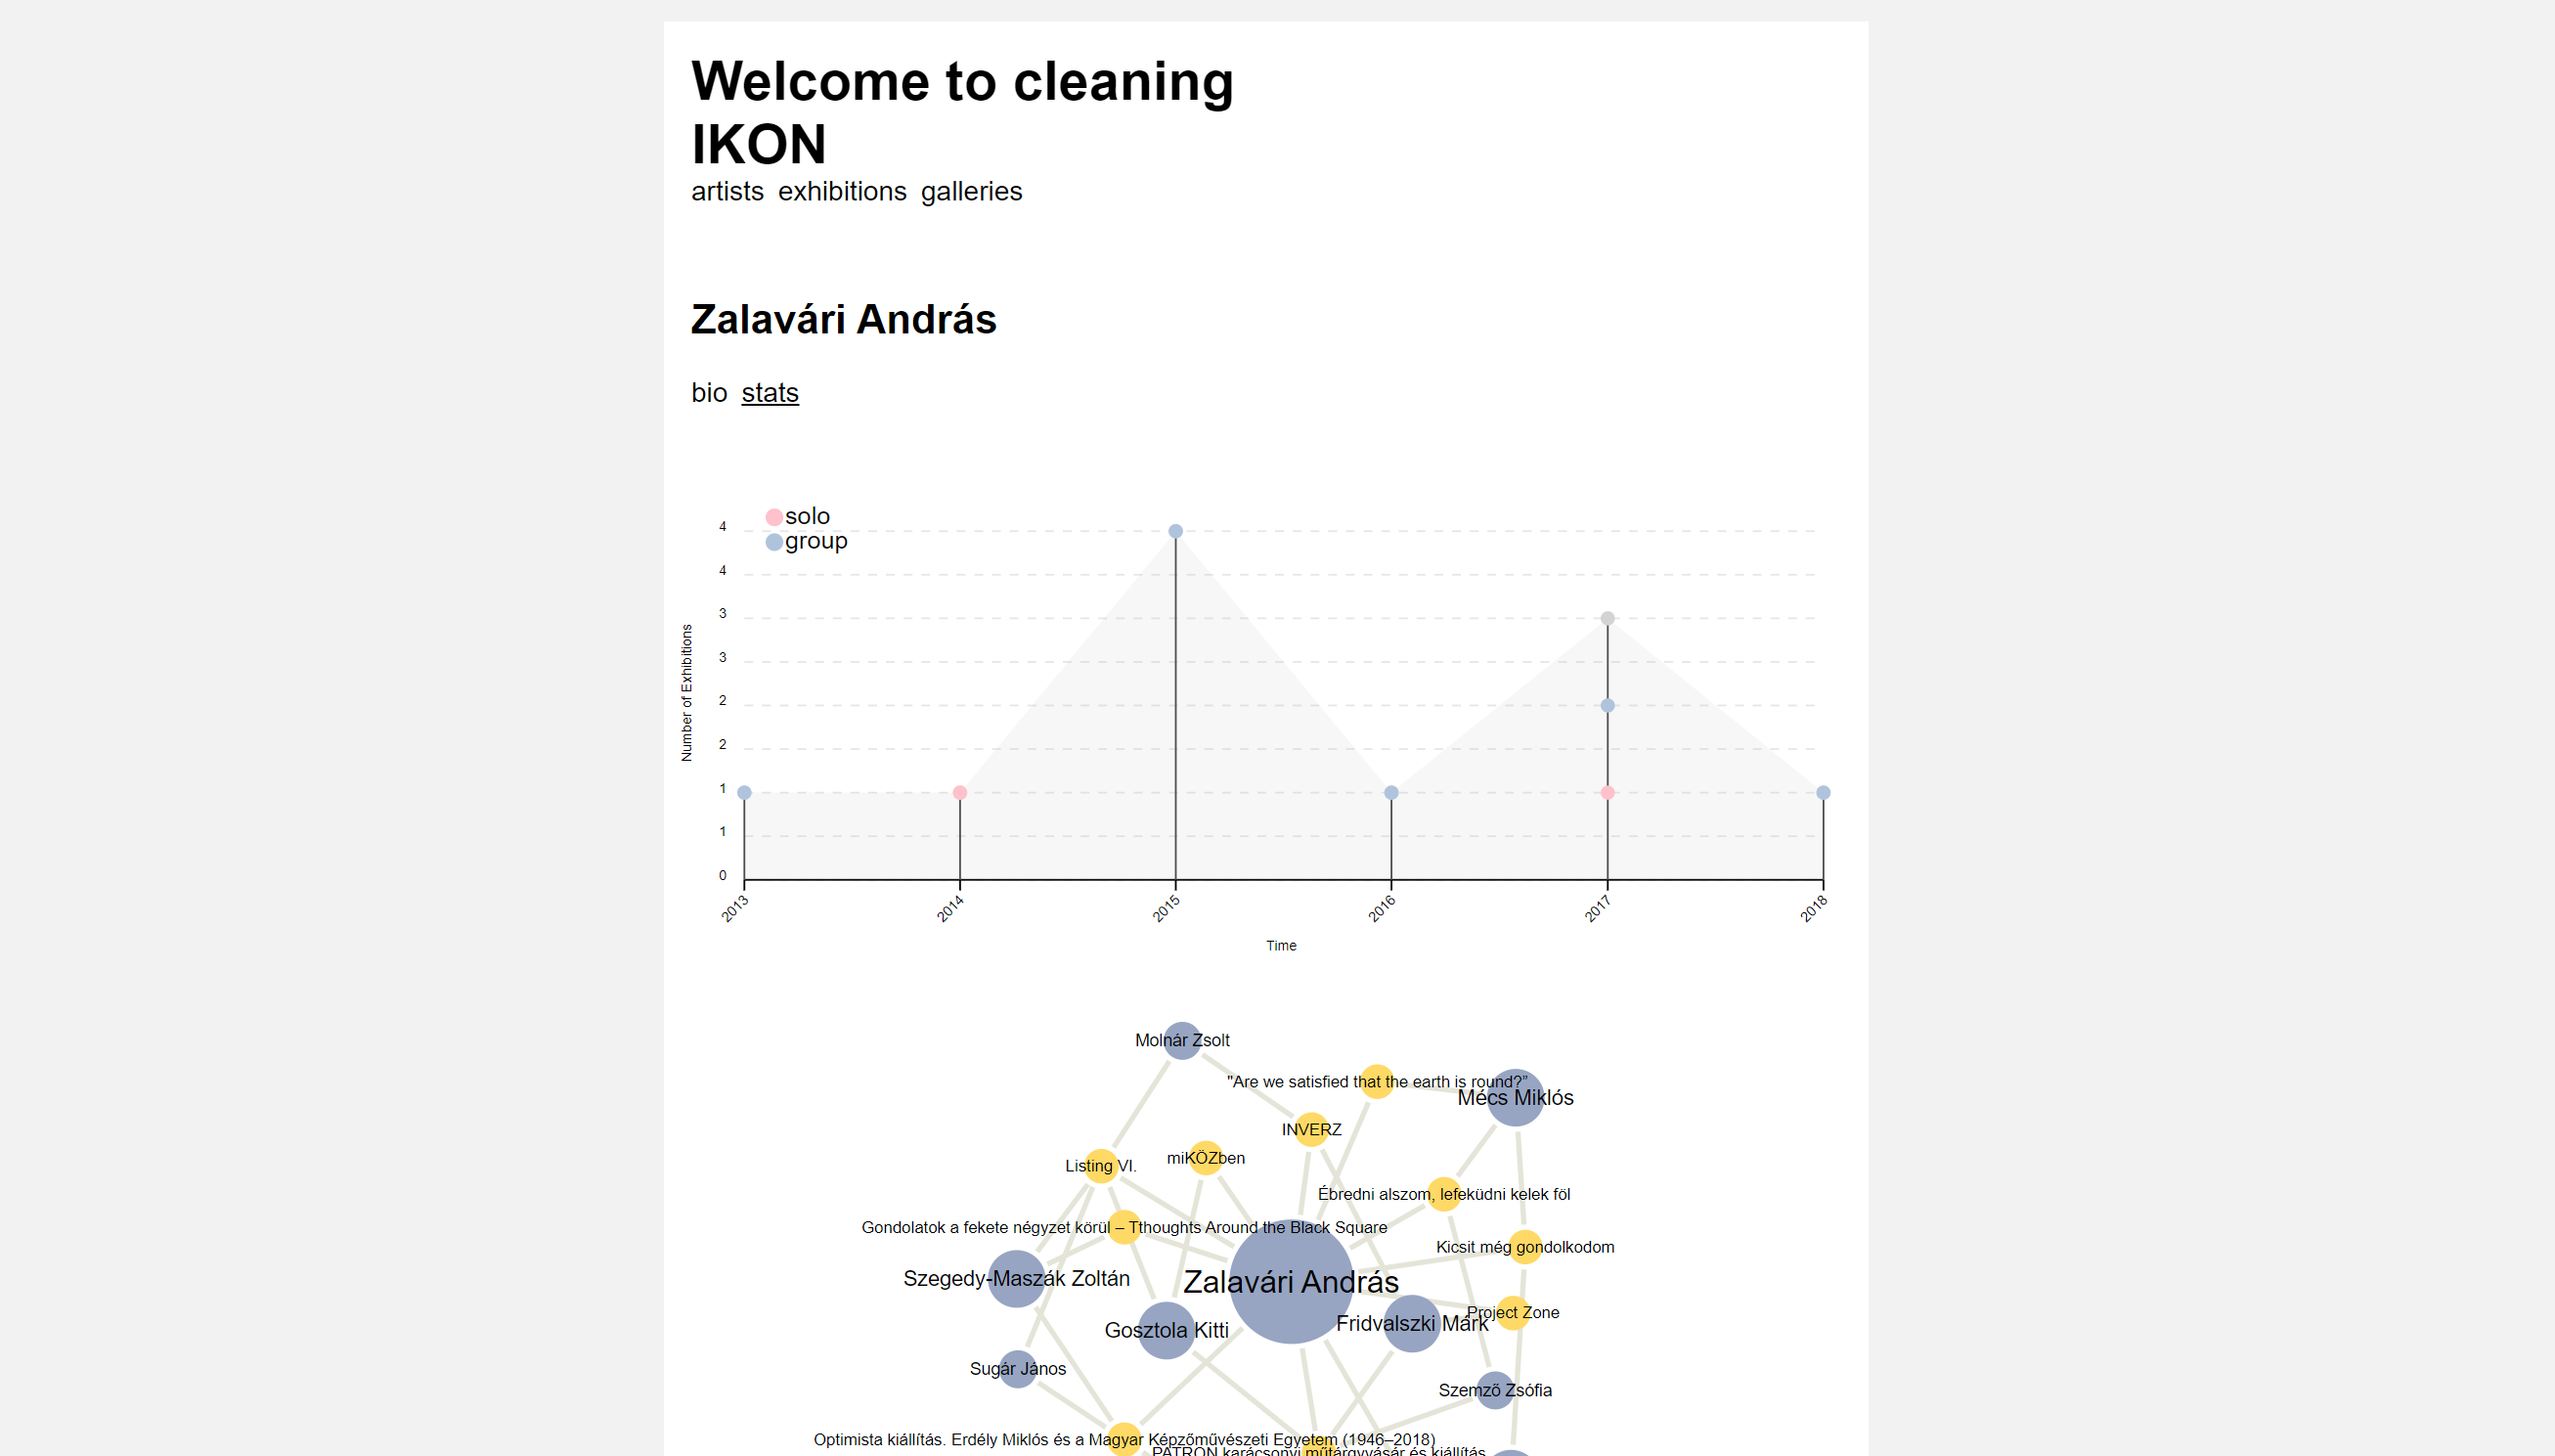 Welcome to cleaning
IKON
artists exhibitions galleries
Zalavári András
bio stats
solo
group
4
4
3
3
2
2
1
1
0
Number of Exhibitions
2013
2014
2015
2016
2017
2018
Time
Molnár Zsolt
"Are we satisfied that the earth is round?"
Mécs Miklós
INVERZ
miKÖZben
Listing VI.
Ébredni alszom, lefeküdni kelek föl
Gondolatok a fekete négyzet körül – Tthoughts Around the Black Square
Kicsit még gondolkodom
Szegedy-Maszák Zoltán
Zalavári András
Project Zone
Fridvalszki Márk
Gosztola Kitti
Sugár János
Szemző Zsófia
Optimista kiállítás. Erdély Miklós és a Magyar Képzőművészeti Egyetem (1946–2018)
PATRON karácsonyi műtárgyvásár és kiállítás